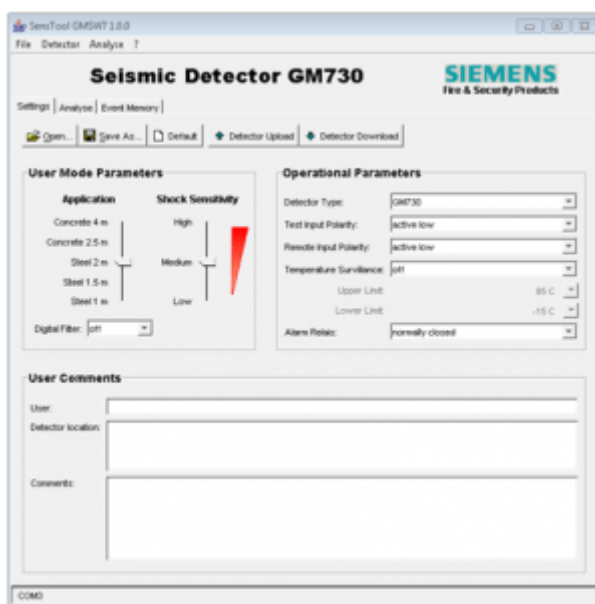 SensTool GMSW7 1.0.0
File Detector Analyse ?
Seismic Detector GM730
SIEMENS
Fire & Security Products
Settings Analyse Event Memory
Open... Save As... Default Detector Upload Detector Download
User Mode Parameters
Application Shock Sensitivity
Concrete 4 m High
Concrete 2.5 m
Steel 2 m Medium
Steel 1.5 m
Steel 1 m Low
Digital Filter: off
Operational Parameters
Detector Type: GM730
Test Input Polarity: active low
Remote Input Polarity: active low
Temperature Survillance: off
Upper Limit: 85 C
Lower Limit: -15 C
Alarm Relais: normally closed
User Comments
User:
Detector location:
Comments:
COM3